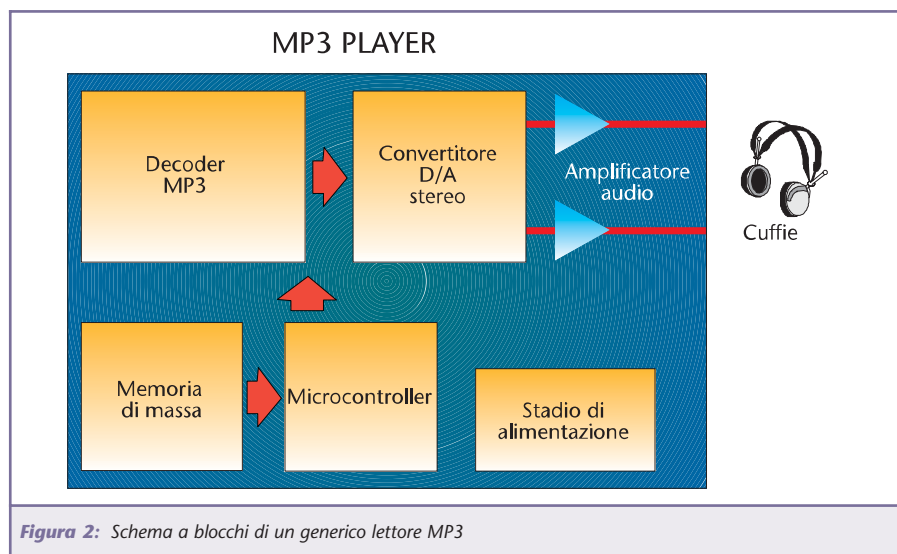 MP3 PLAYER
Decoder
MP3
Convertitore
D/A
stereo
Amplificatore
audio
Cuffie
Memoria
di massa
Microcontroller
Stadio di
alimentazione
Figura 2: Schema a blocchi di un generico lettore MP3